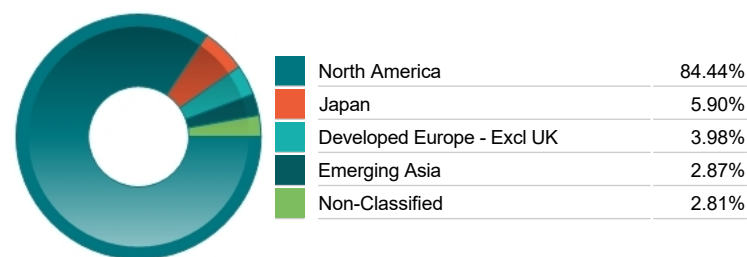 North America 84.44%
Japan 5.90%
Developed Europe - Excl UK 3.98%
Emerging Asia 2.87%
Non-Classified 2.81%